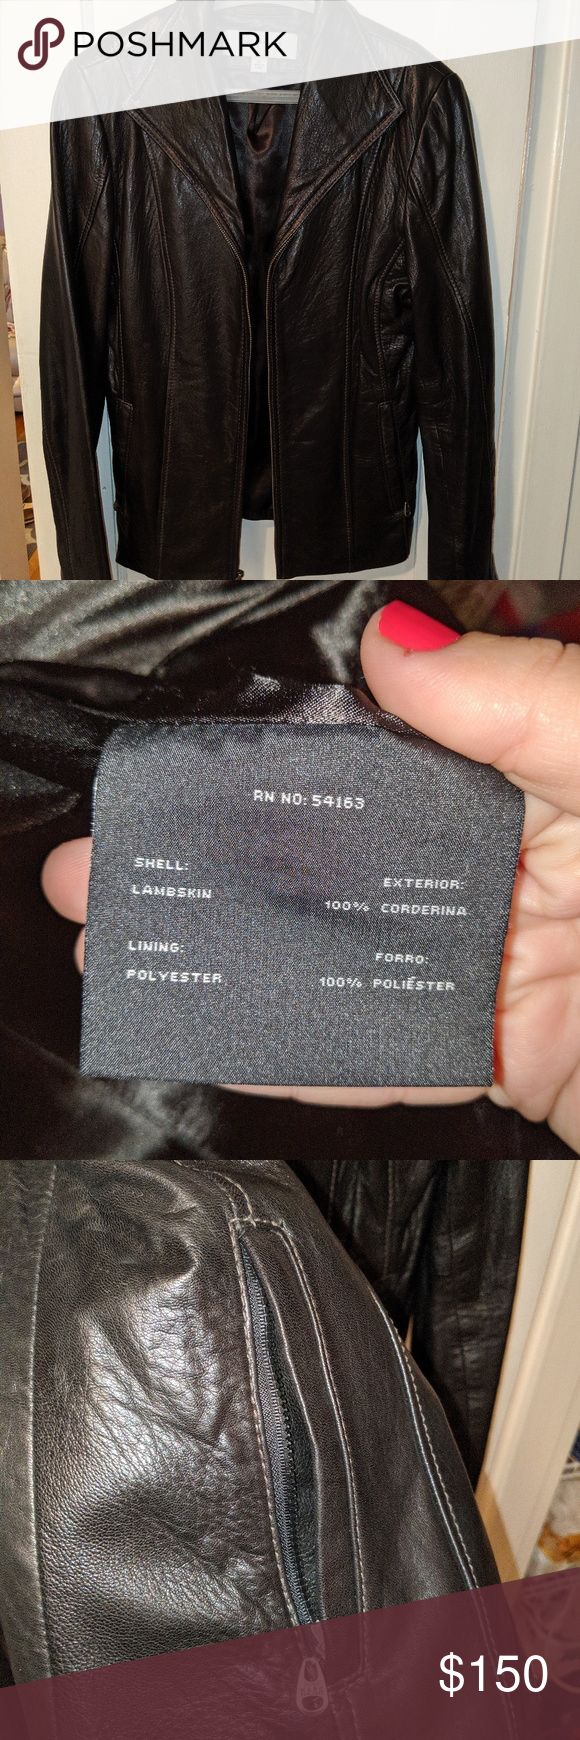 POSHMARK
RN NO: 54163
SHELL:
LAMBSKIN
EXTERIOR:
100% CORDERINA
LINING:
POLYESTER
FORRO:
100% POLIÉSTER
$150